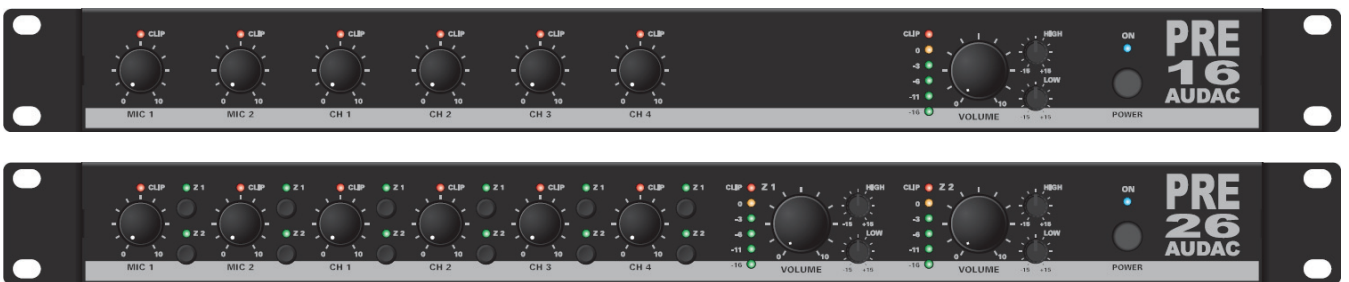 CLIP CLIP CLIP CLIP CLIP CLIP CLIP HIGH ON PRE
0
-3
-6 -15 +15 16
LOW
-11 AUDAC
0 10 0 10 0 10 0 10 0 10 0 10 -16 0 10
MIC 1 MIC 2 CH 1 CH 2 CH 3 CH 4 VOLUME -15 +15 POWER
CLIP Z 1 CLIP Z 1 CLIP Z 1 CLIP Z 1 CLIP Z 1 CLIP Z 1 CLIP Z 1 HIGH CLIP Z 2 HIGH ON PRE
0 0
-3 -3
-6 -15 +15 -6 -15 +15 26
Z 2 Z 2 Z 2 Z 2 Z 2 Z 2 LOW LOW
-11 -11 AUDAC
0 10 0 10 0 10 0 10 0 10 0 10 -16 0 10 -16 0 10
MIC 1 MIC 2 CH 1 CH 2 CH 3 CH 4 VOLUME -15 +15 VOLUME -15 +15 POWER